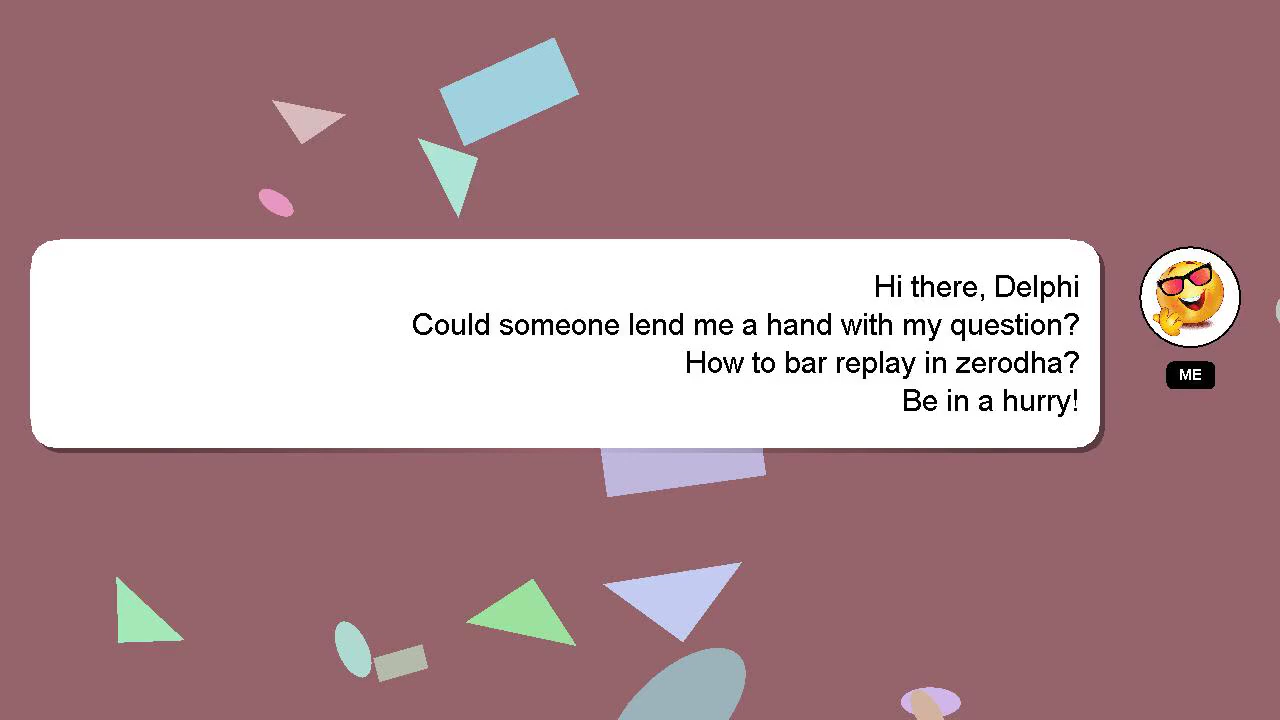 Hi there, Delphi
Could someone lend me a hand with my question?
How to bar replay in zerodha?
Be in a hurry!
ME